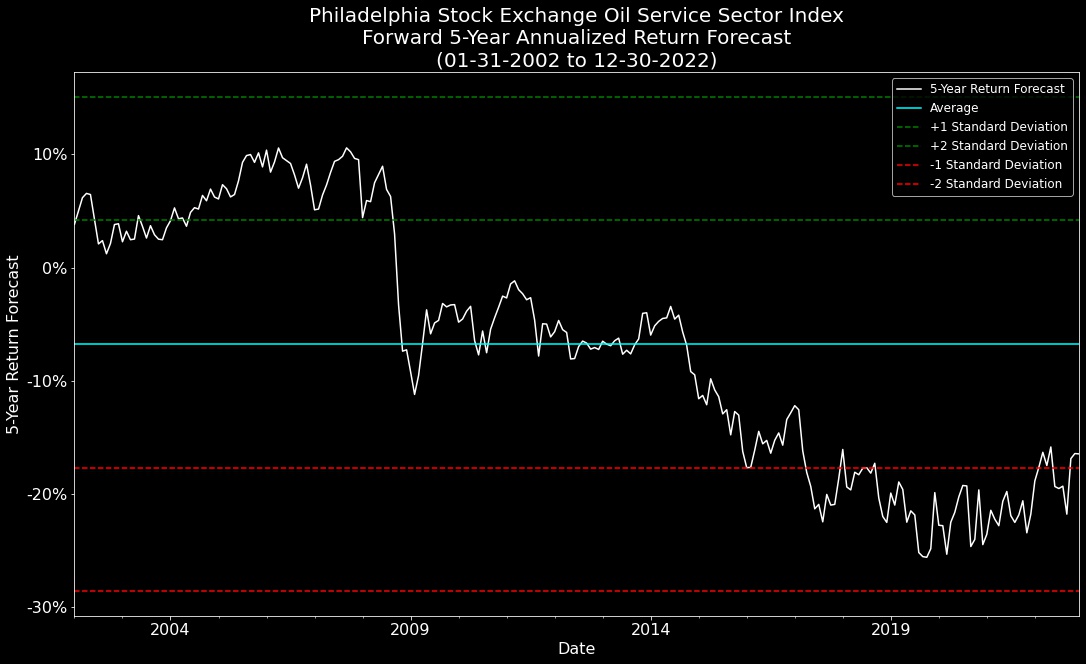 Philadelphia Stock Exchange Oil Service Sector Index
Forward 5-Year Annualized Return Forecast
(01-31-2002 to 12-30-2022)
5-Year Return Forecast
Average
+1 Standard Deviation
+2 Standard Deviation
-1 Standard Deviation
-2 Standard Deviation
5-Year Return Forecast
10%
0%
-10%
-20%
-30%
2004
2009
2014
2019
Date